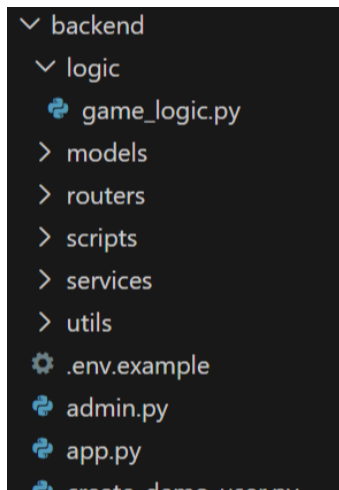 backend
logic
game_logic.py
models
routers
scripts
services
utils
.env.example
admin.py
app.py